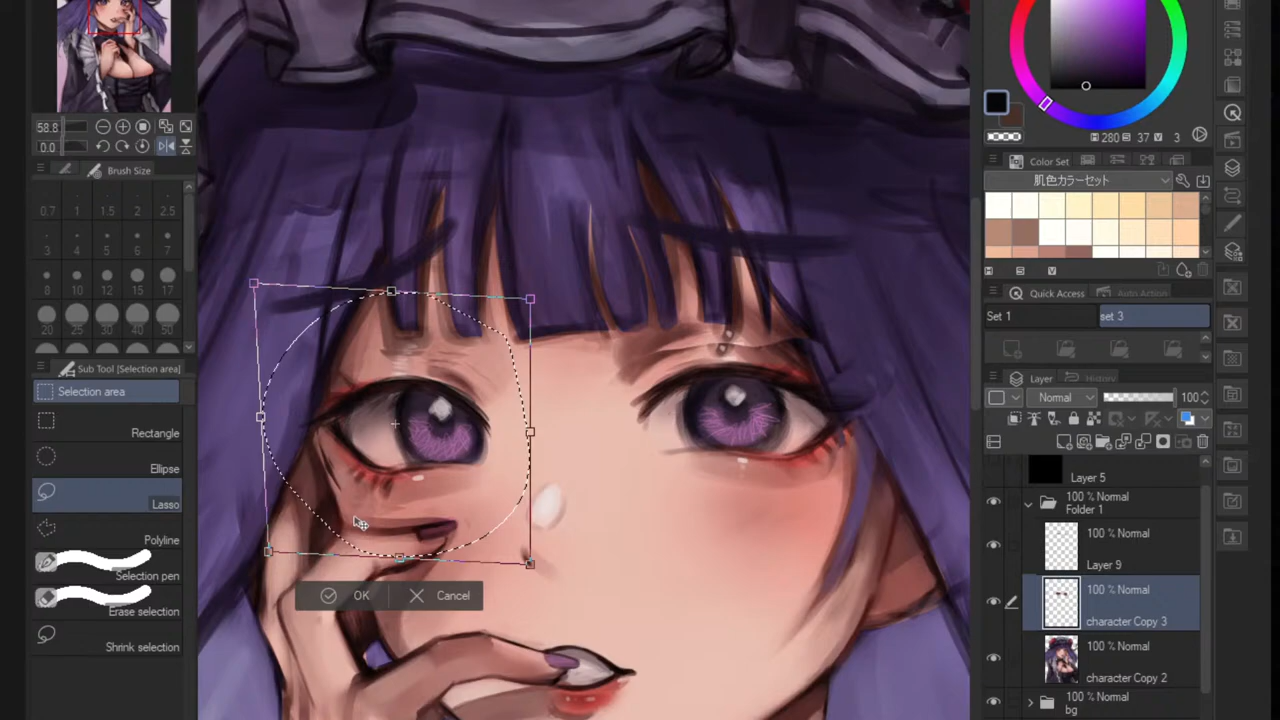 58.8
0.0
Brush Size
0.7 1 1.5 2 2.5
3 4 5 6 7
8 10 12 15 17
20 25 30 40 50
Sub Tool [Selection area]
Selection area
Rectangle
Ellipse
Lasso
Polyline
Selection pen
Erase selection
Shrink selection
OK
Cancel
H 280 S 37 V 3
Color Set
肌色カラーセット
H S V
Quick Access
Auto Action
Set 1
set 3
Layer
History
Normal
100
Layer 5
100 % Normal
Folder 1
100 % Normal
Layer 9
100 % Normal
character Copy 3
100 % Normal
character Copy 2
100 % Normal
bg